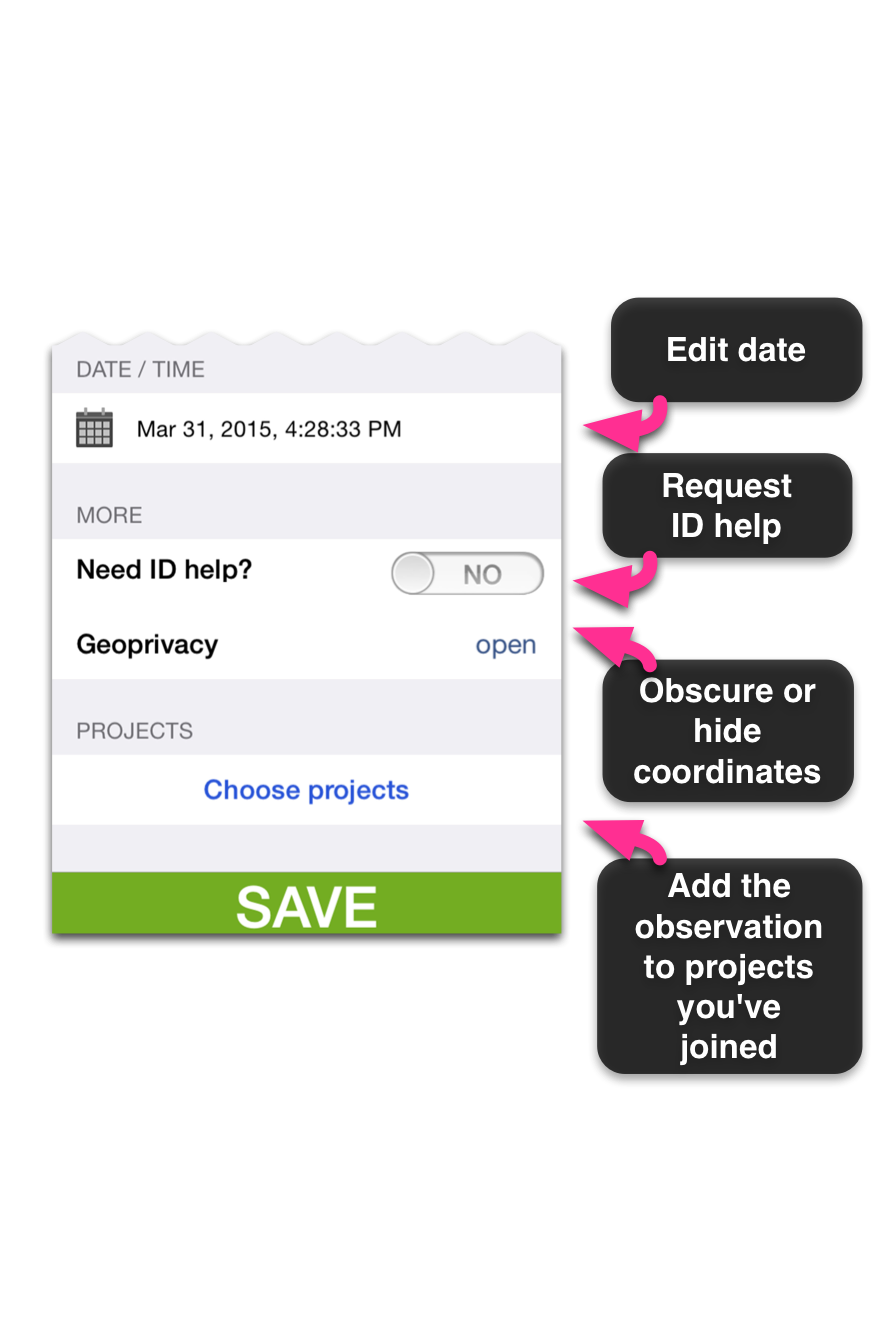 DATE / TIME
Mar 31, 2015, 4:28:33 PM
MORE
Need ID help?
NO
Geoprivacy
open
PROJECTS
Choose projects
SAVE
Edit date
Request
ID help
Obscure or
hide
coordinates
Add the
observation
to projects
you've
joined